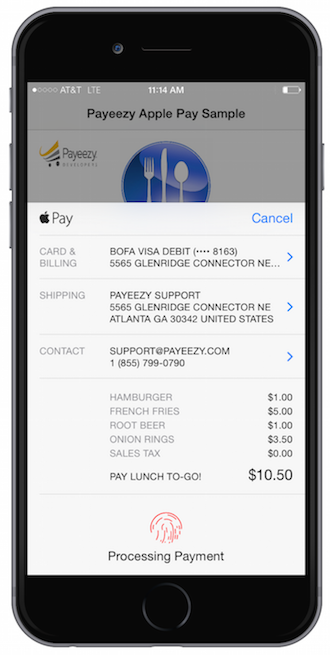 AT&T LTE 11:14 AM
Payeezy Apple Pay Sample
Payeezy
DEVELOPERS
Pay Cancel
CARD & BILLING
BOFA VISA DEBIT (•••• 8163)
5565 GLENRIDGE CONNECTOR NE...
SHIPPING
PAYEEZY SUPPORT
5565 GLENRIDGE CONNECTOR NE
ATLANTA GA 30342 UNITED STATES
CONTACT
SUPPORT@PAYEEZY.COM
1 (855) 799-0790
HAMBURGER $1.00
FRENCH FRIES $5.00
ROOT BEER $1.00
ONION RINGS $3.50
SALES TAX $0.00
PAY LUNCH TO-GO! $10.50
Processing Payment